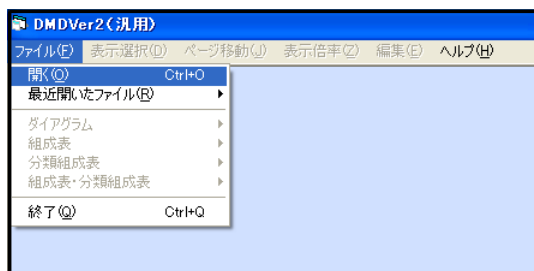 DMDVer2(汎用)
ファイル(F) 表示選択(D) ページ移動(J) 表示倍率(Z) 編集(E) ヘルプ(H)
開く(O) Ctrl+O
最近開いたファイル(R)
ダイアグラム
組成表
分類組成表
組成表・分類組成表
終了(Q) Ctrl+Q